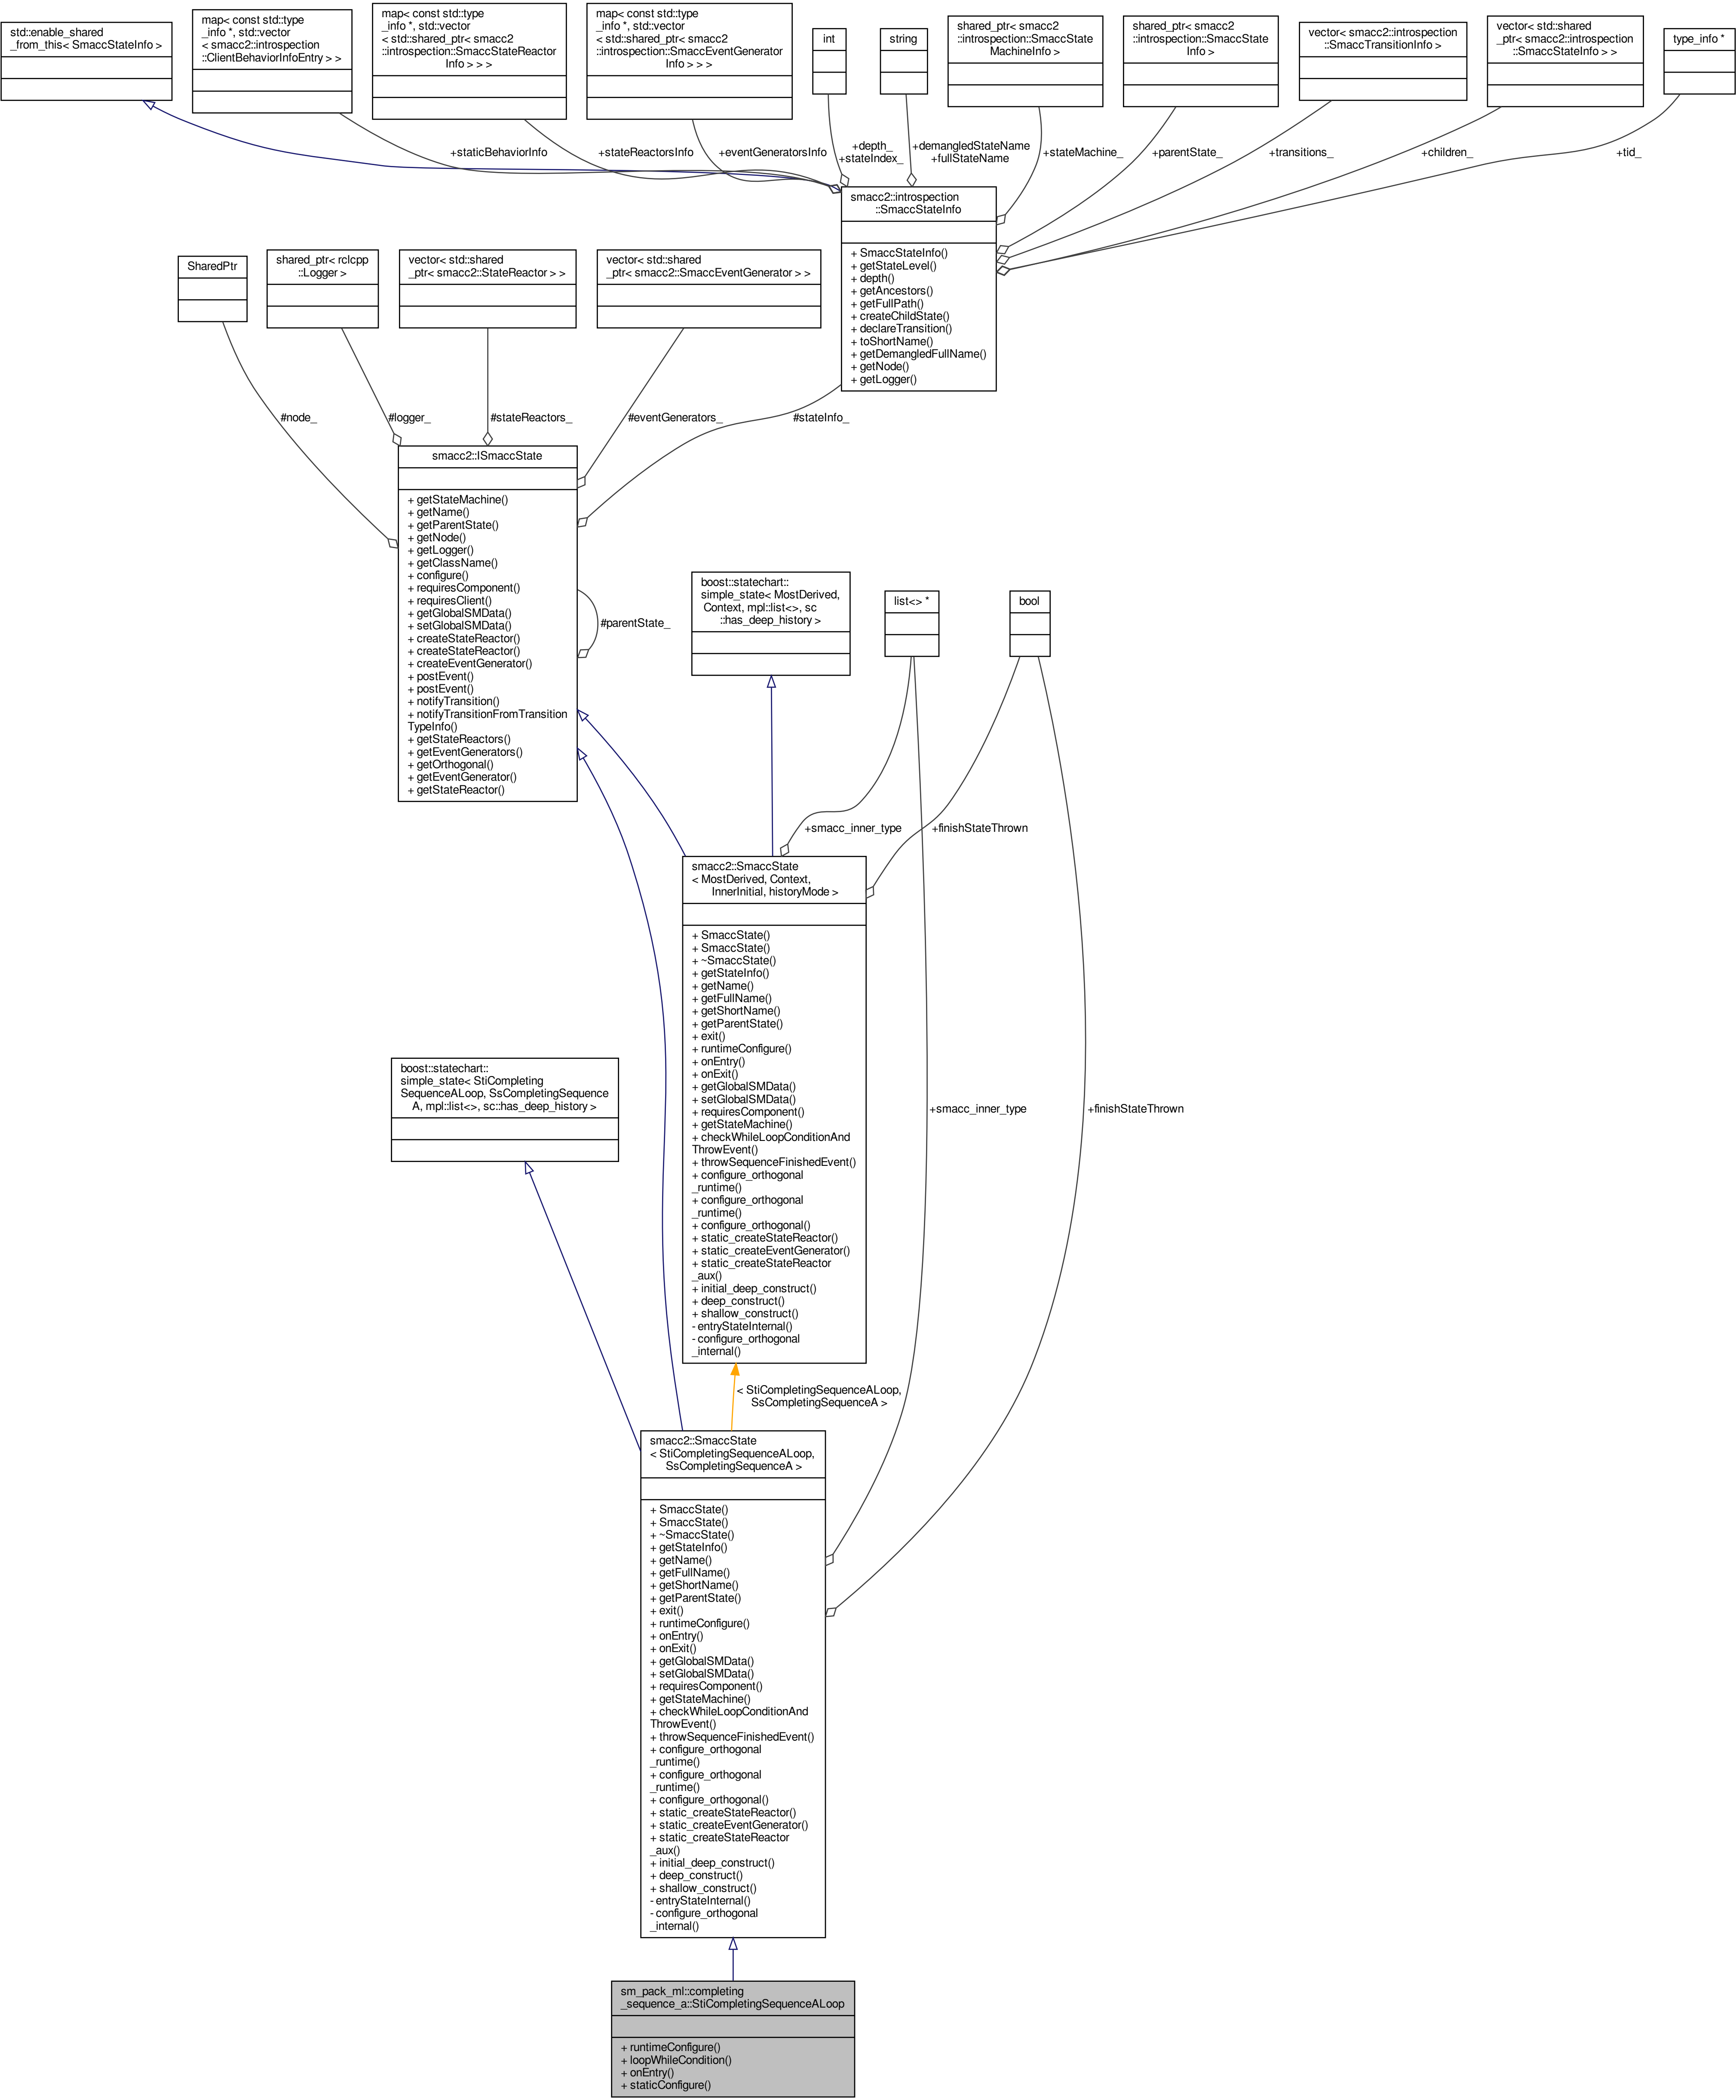 std::enable_shared
_from_this< SmaccStateInfo >
map< const std::type
_info *, std::vector
< smacc2::introspection
::ClientBehaviorInfoEntry > >
map< const std::type
_info *, std::vector
< std::shared_ptr< smacc2
::introspection::SmaccStateReactor
Info > > >
map< const std::type
_info *, std::vector
< std::shared_ptr< smacc2
::introspection::SmaccEventGenerator
Info > > >
int
string
shared_ptr< smacc2
::introspection::SmaccState
MachineInfo >
shared_ptr< smacc2
::introspection::SmaccState
Info >
vector< smacc2::introspection
::SmaccTransitionInfo >
vector< std::shared
_ptr< smacc2::introspection
::SmaccStateInfo > >
type_info *
+staticBehaviorInfo
+stateReactorsInfo
+eventGeneratorsInfo
+depth_
+stateIndex_
+demangledStateName
+fullStateName
+stateMachine_
+parentState_
+transitions_
+children_
+tid_
smacc2::introspection
::SmaccStateInfo
+ SmaccStateInfo()
+ getStateLevel()
+ depth()
+ getAncestors()
+ getFullPath()
+ createChildState()
+ declareTransition()
+ toShortName()
+ getDemangledFullName()
+ getNode()
+ getLogger()
SharedPtr
shared_ptr< rclcpp
::Logger >
vector< std::shared
_ptr< smacc2::StateReactor > >
vector< std::shared
_ptr< smacc2::SmaccEventGenerator > >
#node_
#logger_
#stateReactors_
#eventGenerators_
#stateInfo_
smacc2::ISmaccState
+ getStateMachine()
+ getName()
+ getParentState()
+ getNode()
+ getLogger()
+ getClassName()
+ configure()
+ requiresComponent()
+ requiresClient()
+ getGlobalSMData()
+ setGlobalSMData()
+ createStateReactor()
+ createStateReactor()
+ createEventGenerator()
+ postEvent()
+ postEvent()
+ notifyTransition()
+ notifyTransitionFromTransition
TypeInfo()
+ getStateReactors()
+ getEventGenerators()
+ getOrthogonal()
+ getEventGenerator()
+ getStateReactor()
#parentState_
boost::statechart::
simple_state< MostDerived,
Context, mpl::list<>, sc
::has_deep_history >
list<> *
bool
+smacc_inner_type
+finishStateThrown
smacc2::SmaccState
< MostDerived, Context,
InnerInitial, historyMode >
+ SmaccState()
+ SmaccState()
+ ~SmaccState()
+ getStateInfo()
+ getName()
+ getFullName()
+ getShortName()
+ getParentState()
+ exit()
+ runtimeConfigure()
+ onEntry()
+ onExit()
+ getGlobalSMData()
+ setGlobalSMData()
+ requiresComponent()
+ getStateMachine()
+ checkWhileLoopConditionAnd
ThrowEvent()
+ throwSequenceFinishedEvent()
+ configure_orthogonal
_runtime()
+ configure_orthogonal
_runtime()
+ configure_orthogonal()
+ static_createStateReactor()
+ static_createEventGenerator()
+ static_createStateReactor
_aux()
+ initial_deep_construct()
+ deep_construct()
+ shallow_construct()
- entryStateInternal()
- configure_orthogonal
_internal()
boost::statechart::
simple_state< StiCompleting
SequenceALoop, SsCompletingSequence
A, mpl::list<>, sc::has_deep_history >
+smacc_inner_type
+finishStateThrown
< StiCompletingSequenceALoop,
SsCompletingSequenceA >
smacc2::SmaccState
< StiCompletingSequenceALoop,
SsCompletingSequenceA >
+ SmaccState()
+ SmaccState()
+ ~SmaccState()
+ getStateInfo()
+ getName()
+ getFullName()
+ getShortName()
+ getParentState()
+ exit()
+ runtimeConfigure()
+ onEntry()
+ onExit()
+ getGlobalSMData()
+ setGlobalSMData()
+ requiresComponent()
+ getStateMachine()
+ checkWhileLoopConditionAnd
ThrowEvent()
+ throwSequenceFinishedEvent()
+ configure_orthogonal
_runtime()
+ configure_orthogonal
_runtime()
+ configure_orthogonal()
+ static_createStateReactor()
+ static_createEventGenerator()
+ static_createStateReactor
_aux()
+ initial_deep_construct()
+ deep_construct()
+ shallow_construct()
- entryStateInternal()
- configure_orthogonal
_internal()
sm_pack_ml::completing
_sequence_a::StiCompletingSequenceALoop
+ runtimeConfigure()
+ loopWhileCondition()
+ onEntry()
+ staticConfigure()